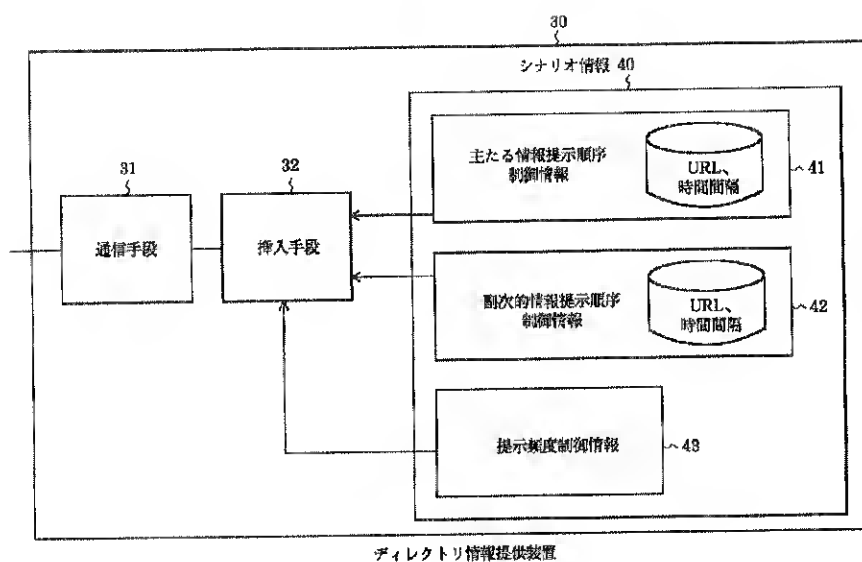 30
シナリオ情報 40
主たる情報提示順序
制御情報
URL、
時間間隔
41
31
32
通信手段
挿入手段
副次的情報提示順序
制御情報
URL、
時間間隔
42
提示頻度制御情報
43
ディレクトリ情報提供装置